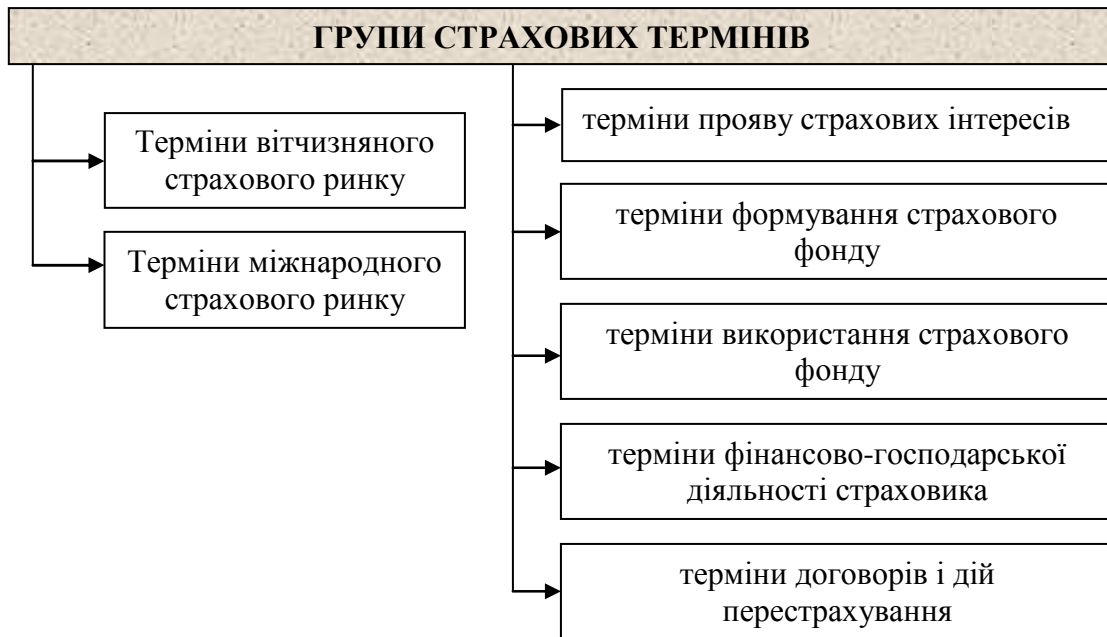 ГРУПИ СТРАХОВИХ ТЕРМІНІВ
Терміни вітчизняного
страхового ринку
Терміни міжнародного
страхового ринку
терміни прояву страхових інтересів
терміни формування страхового
фонду
терміни використання страхового
фонду
терміни фінансово-господарської
діяльності страховика
терміни договорів і дій
перестрахування